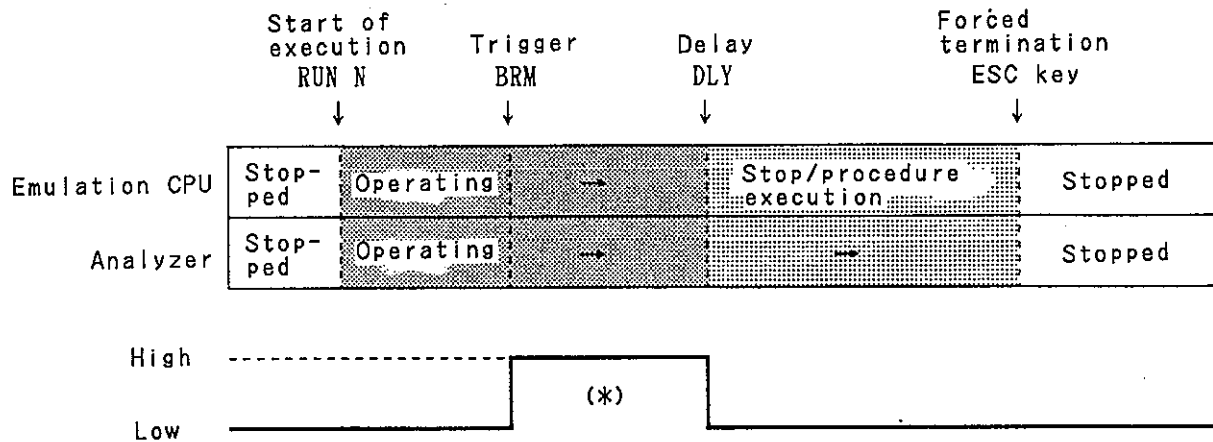 Start of
execution
RUN N
Trigger
BRM
Delay
DLY
Forced
termination
ESC key
Emulation CPU
Stop-
ped
Operating
Stop/procedure
execution
Stopped
Analyzer
Stop-
ped
Operating
Stopped
High
(*)
Low